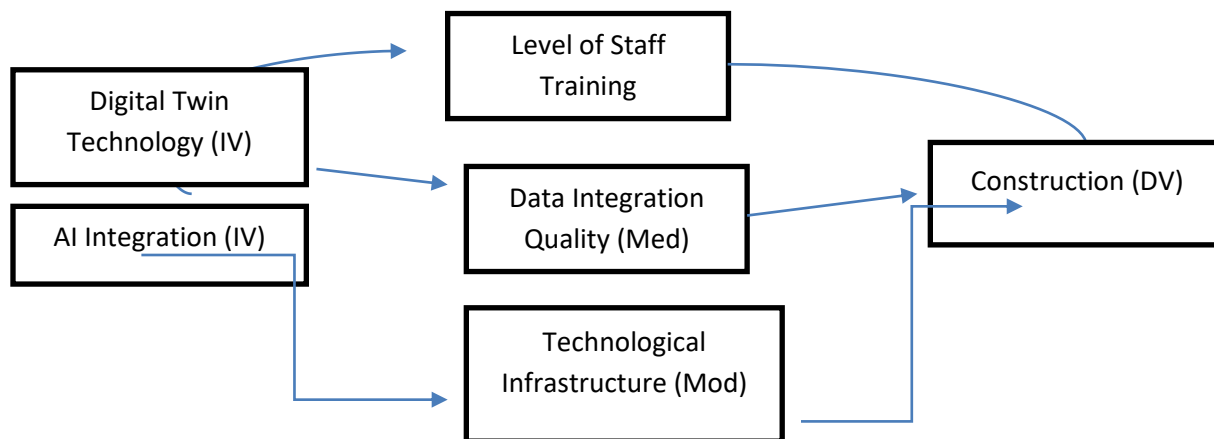 Level of Staff
Training
Digital Twin
Technology (IV)
Data Integration
Quality (Med)
Construction (DV)
AI Integration (IV)
Technological
Infrastructure (Mod)